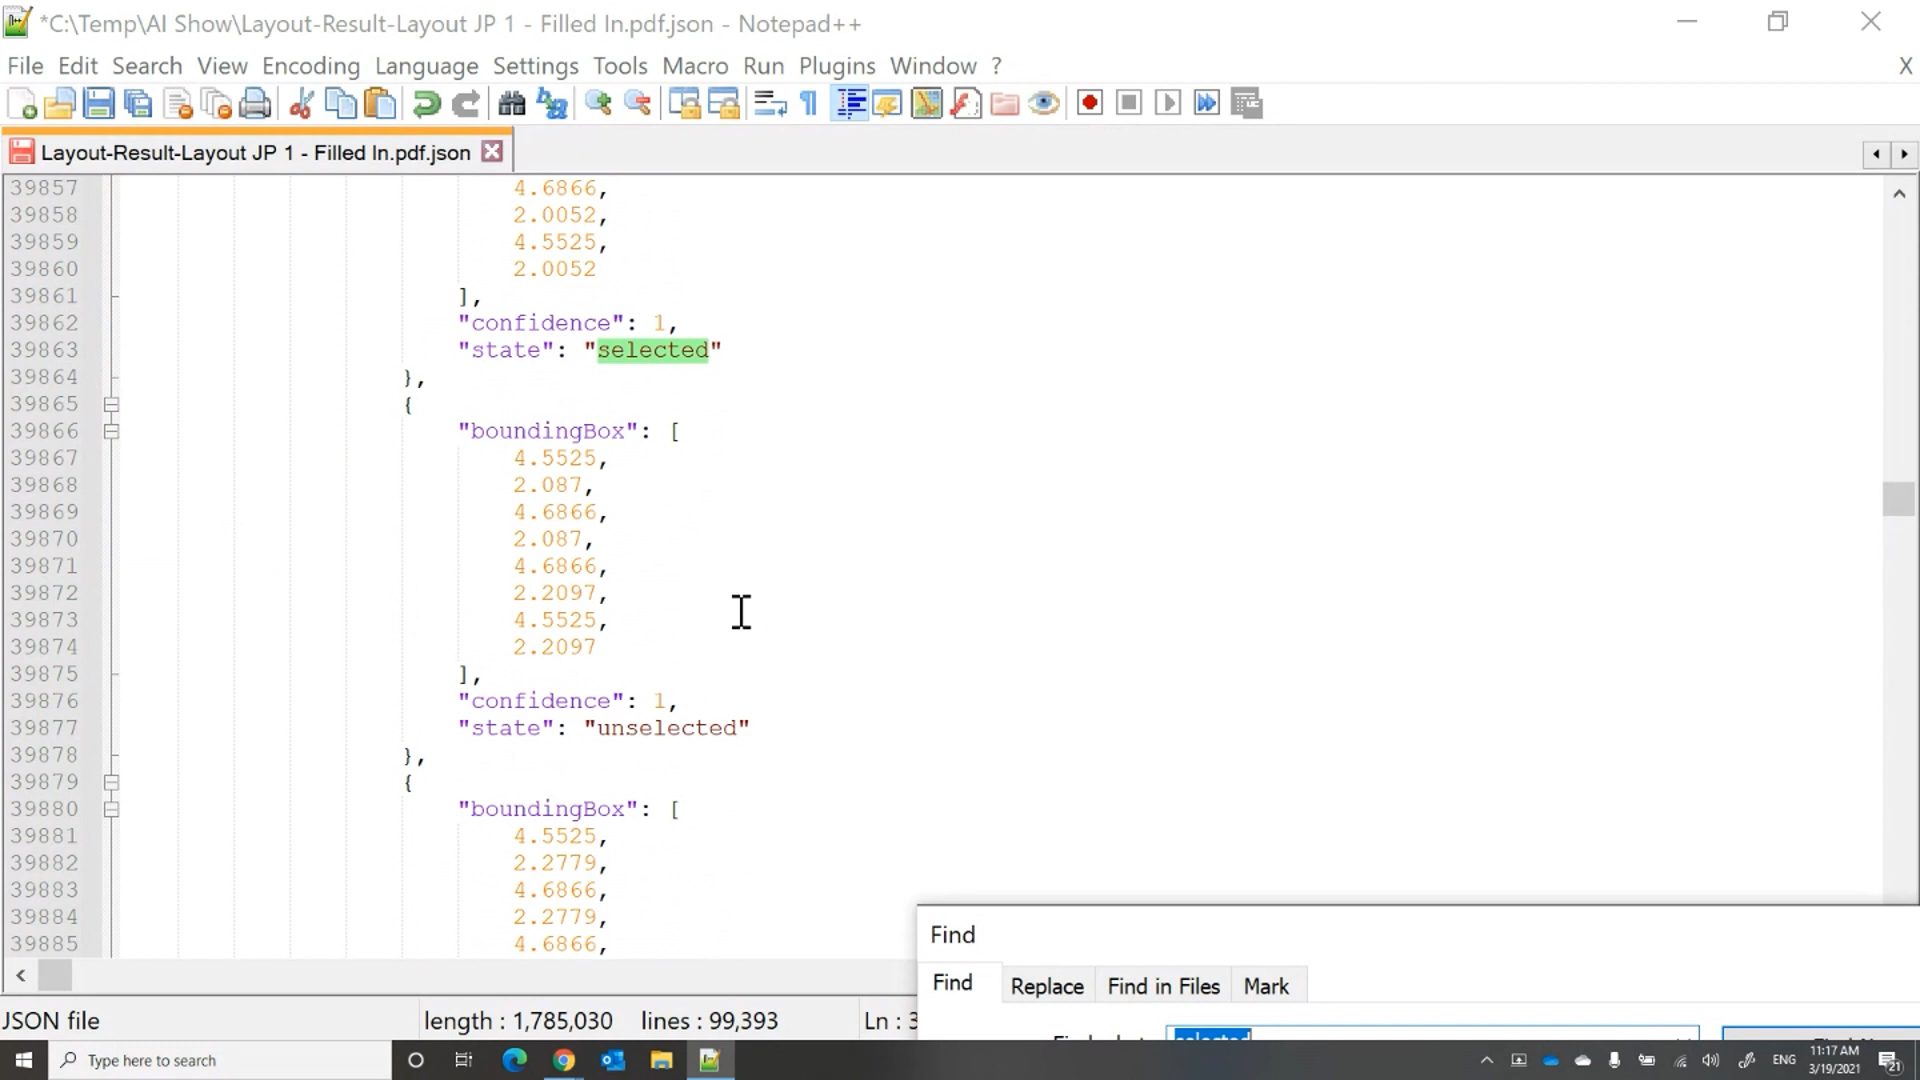 *C:\Temp\AI Show\Layout-Result-Layout JP 1 - Filled In.pdf.json - Notepad++
File Edit Search View Encoding Language Settings Tools Macro Run Plugins Window ? X
Layout-Result-Layout JP 1 - Filled In.pdf.json
39857 4.6866,
39858 2.0052,
39859 4.5525,
39860 2.0052
39861 ],
39862 "confidence": 1,
39863 "state": "selected"
39864 },
39865 {
39866 "boundingBox": [
39867 4.5525,
39868 2.087,
39869 4.6866,
39870 2.087,
39871 4.6866,
39872 2.2097,
39873 4.5525,
39874 2.2097
39875 ],
39876 "confidence": 1,
39877 "state": "unselected"
39878 },
39879 {
39880 "boundingBox": [
39881 4.5525,
39882 2.2779,
39883 4.6866,
39884 2.2779,
39885 4.6866,
Find
Find Replace Find in Files Mark
selected
JSON file length : 1,785,030 lines : 99,393 Ln : 3
Type here to search
ENG
11:17 AM
3/19/2021
21